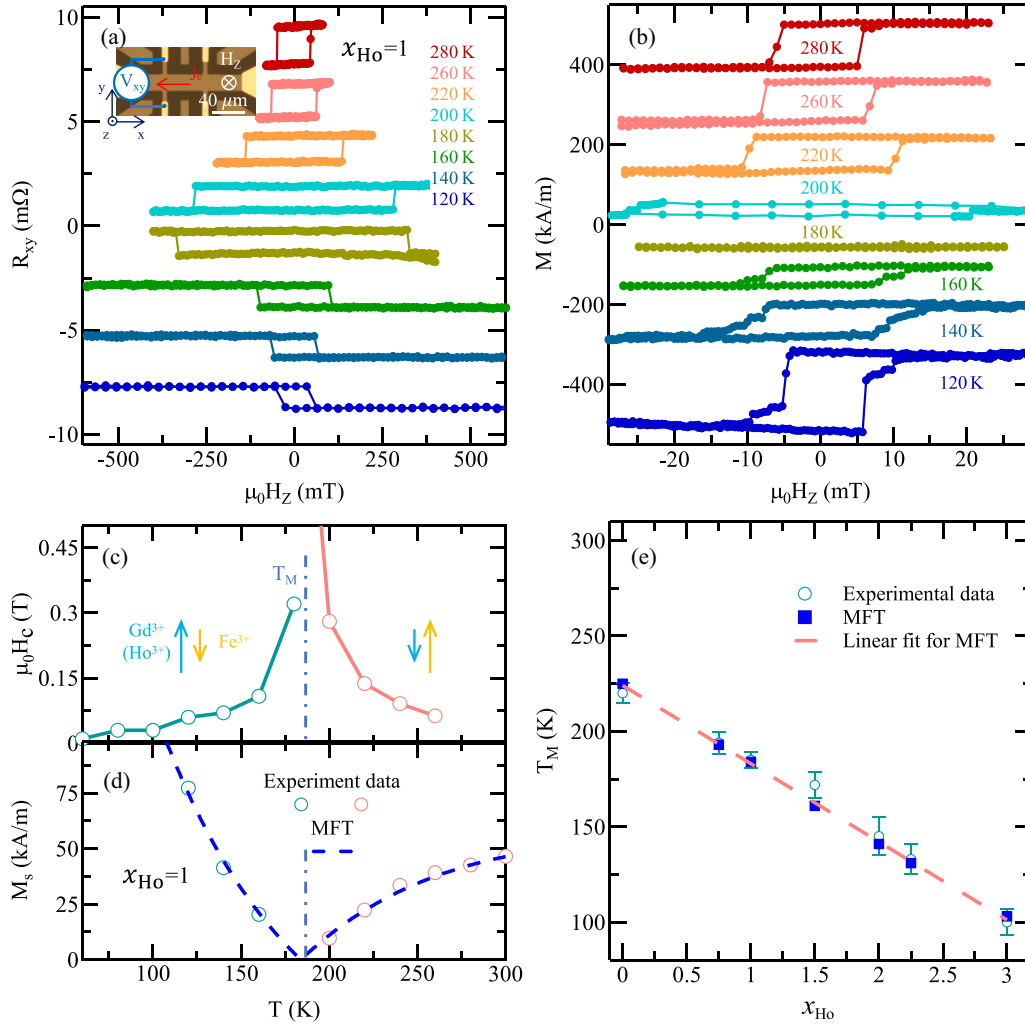 (a)
x_Ho=1
V_xy
J_e
H_Z
40 μm
y
z
x
280 K
260 K
220 K
200 K
180 K
160 K
140 K
120 K
10
5
0
-5
-10
R_xy (mΩ)
-500
-250
0
250
500
μ₀H_Z (mT)
(b)
280 K
260 K
220 K
200 K
180 K
160 K
140 K
120 K
400
200
0
-200
-400
M (kA/m)
-20
-10
0
10
20
μ₀H_Z (mT)
(c)
T_M
Gd³⁺
(Ho³⁺)
Fe³⁺
0.45
0.3
0.15
0
μ₀H_C (T)
(d)
Experiment data
MFT
x_Ho=1
75
50
25
0
M_s (kA/m)
100
150
200
250
300
T (K)
(e)
Experimental data
MFT
Linear fit for MFT
300
250
200
150
100
T_M (K)
0
0.5
1
1.5
2
2.5
3
x_Ho